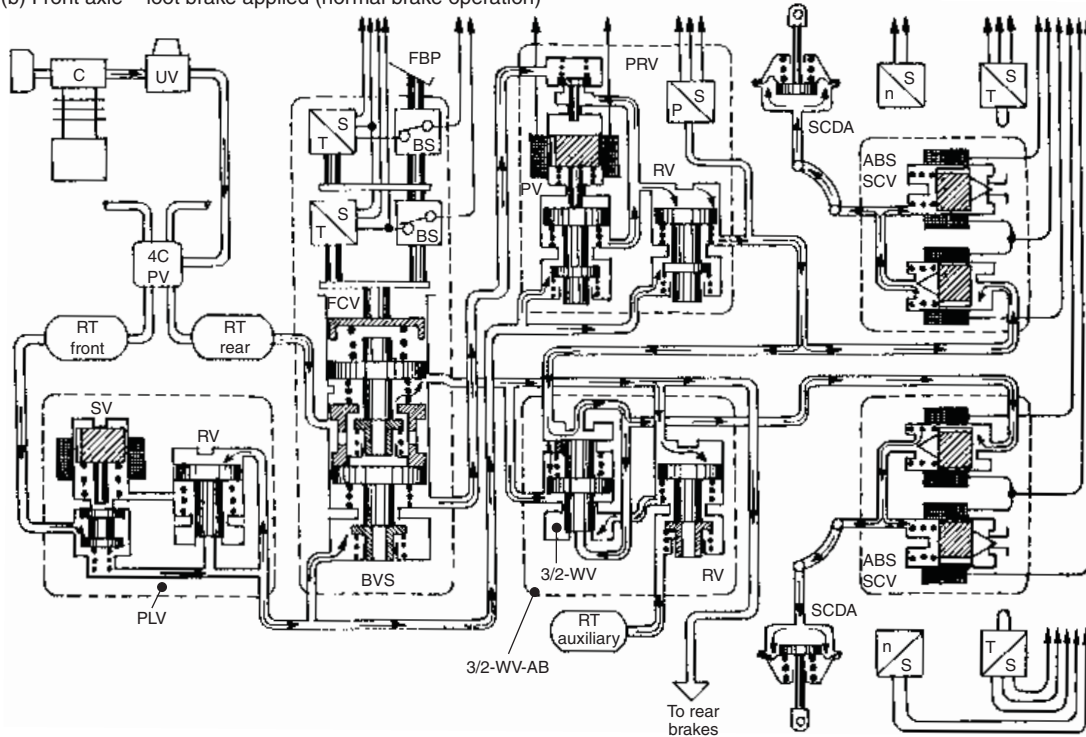 (b) Front axle – foot brake applied (normal brake operation)
C
UV
FBP
T
S
BS
T
S
BS
PRV
P
S
PV
RV
SCDA
n
S
T
S
ABS
SCV
4C
PV
RT
front
RT
rear
FCV
SV
RV
PLV
BVS
3/2-WV
RV
RT
auxiliary
3/2-WV-AB
To rear
brakes
ABS
SCV
SCDA
n
S
T
S